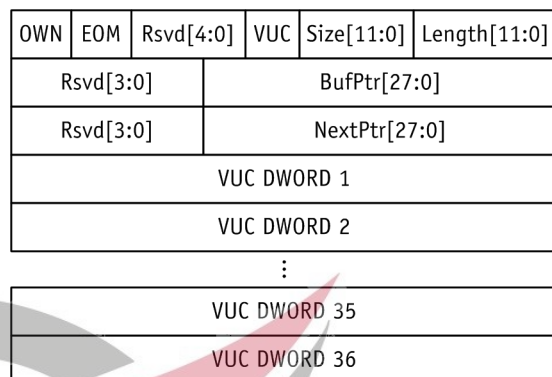 OWN EOM Rsvd[4:0] VUC Size[11:0] Length[11:0]
Rsvd[3:0] BufPtr[27:0]
Rsvd[3:0] NextPtr[27:0]
VUC DWORD 1
VUC DWORD 2
⋮
VUC DWORD 35
VUC DWORD 36